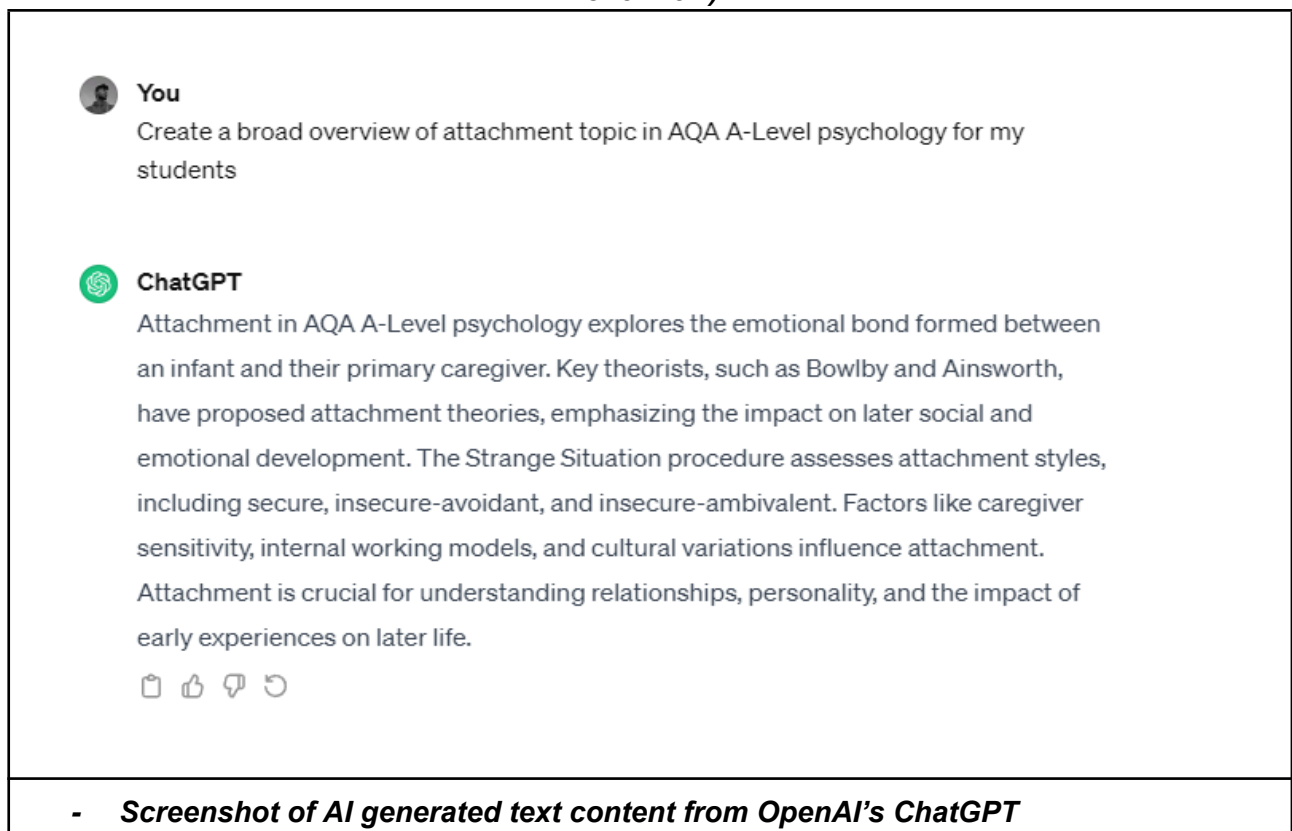 You
Create a broad overview of attachment topic in AQA A-Level psychology for my
students
ChatGPT
Attachment in AQA A-Level psychology explores the emotional bond formed between
an infant and their primary caregiver. Key theorists, such as Bowlby and Ainsworth,
have proposed attachment theories, emphasizing the impact on later social and
emotional development. The Strange Situation procedure assesses attachment styles,
including secure, insecure-avoidant, and insecure-ambivalent. Factors like caregiver
sensitivity, internal working models, and cultural variations influence attachment.
Attachment is crucial for understanding relationships, personality, and the impact of
early experiences on later life.
- Screenshot of AI generated text content from OpenAI's ChatGPT